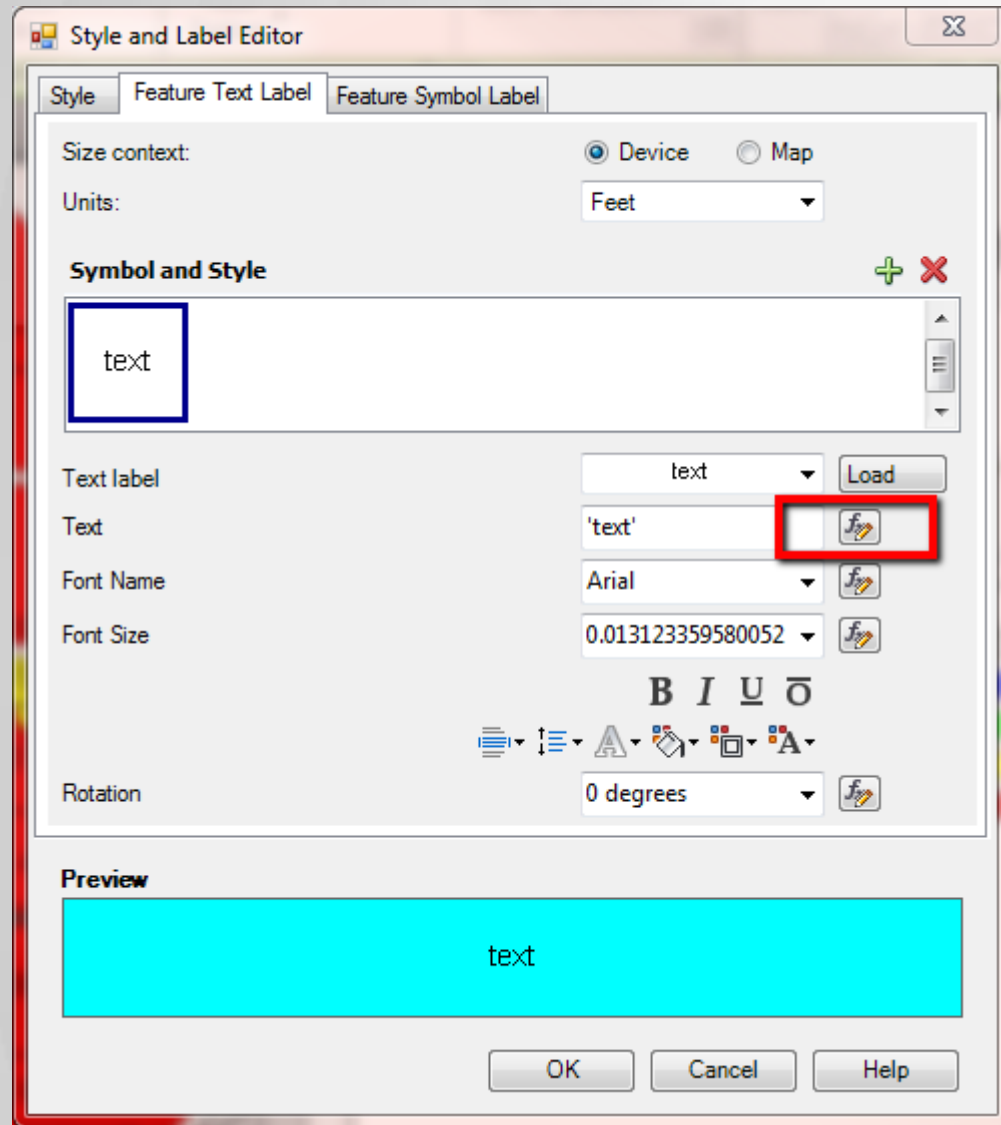 Style and Label Editor
Style Feature Text Label Feature Symbol Label
Size context: Device Map
Units: Feet
Symbol and Style
text
Text label text Load
Text 'text'
Font Name Arial
Font Size 0.013123359580052
B I U O
A A
Rotation 0 degrees
Preview
text
OK Cancel Help